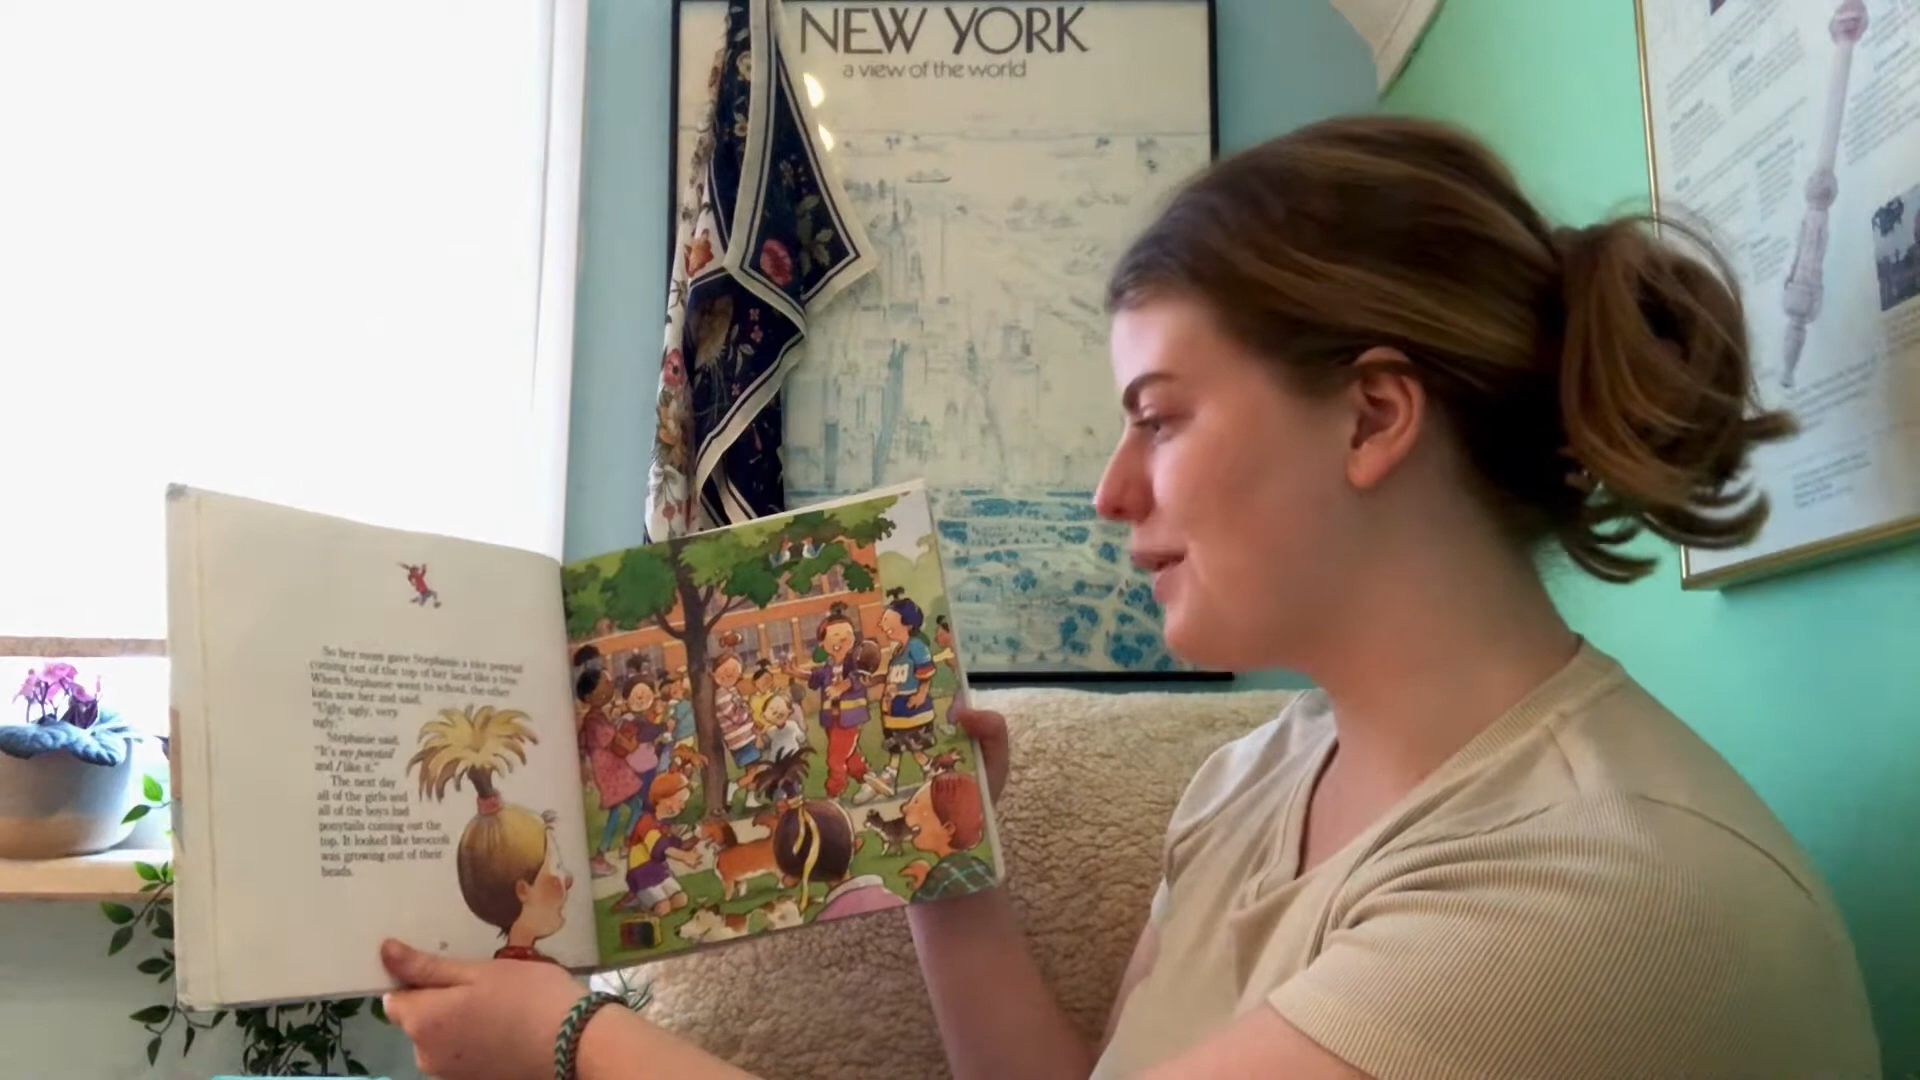 NEW YORK
a view of the world
So her mom gave Stephanie a nice ponytail
coming out of the top of her head like a tree.
When Stephanie went to school, the other
kids saw her and said,
"Ugly, ugly, very
ugly."
Stephanie said,
"It's my ponytail
and I like it."
The next day
all of the girls and
all of the boys had
ponytails coming out the
top. It looked like broccoli
was growing out of their
heads.